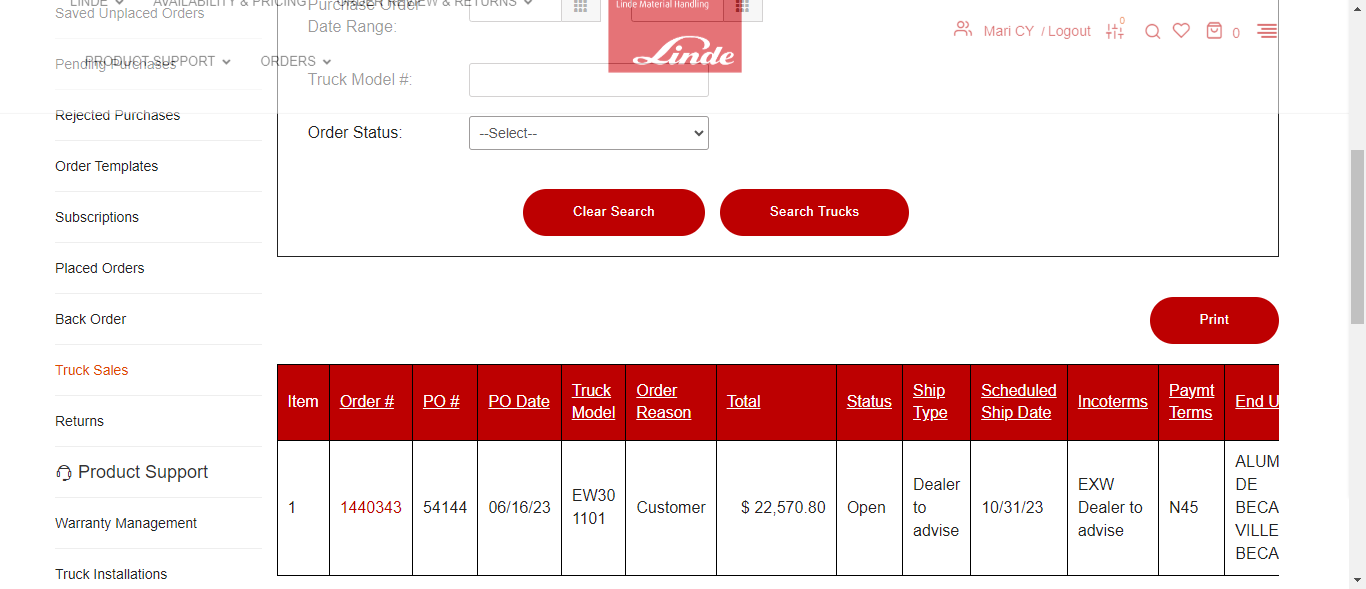 LINDE
AVAILABILITY & PRICING
ORDER REVIEW & RETURNS
Linde Material Handling
Linde
Mari CY / Logout
0
0
PRODUCT SUPPORT
ORDERS
Saved Unplaced Orders
Pending Purchases
Rejected Purchases
Order Templates
Subscriptions
Placed Orders
Back Order
Truck Sales
Returns
Product Support
Warranty Management
Truck Installations
Purchase Order
Date Range:
Truck Model #:
Order Status:
--Select--
Clear Search
Search Trucks
Print
Item
Order #
PO #
PO Date
Truck
Model
Order
Reason
Total
Status
Ship
Type
Scheduled
Ship Date
Incoterms
Paymt
Terms
End U
1
1440343
54144
06/16/23
EW30
1101
Customer
$ 22,570.80
Open
Dealer
to
advise
10/31/23
EXW
Dealer to
advise
N45
ALUM
DE
BECA
VILLE
BECA